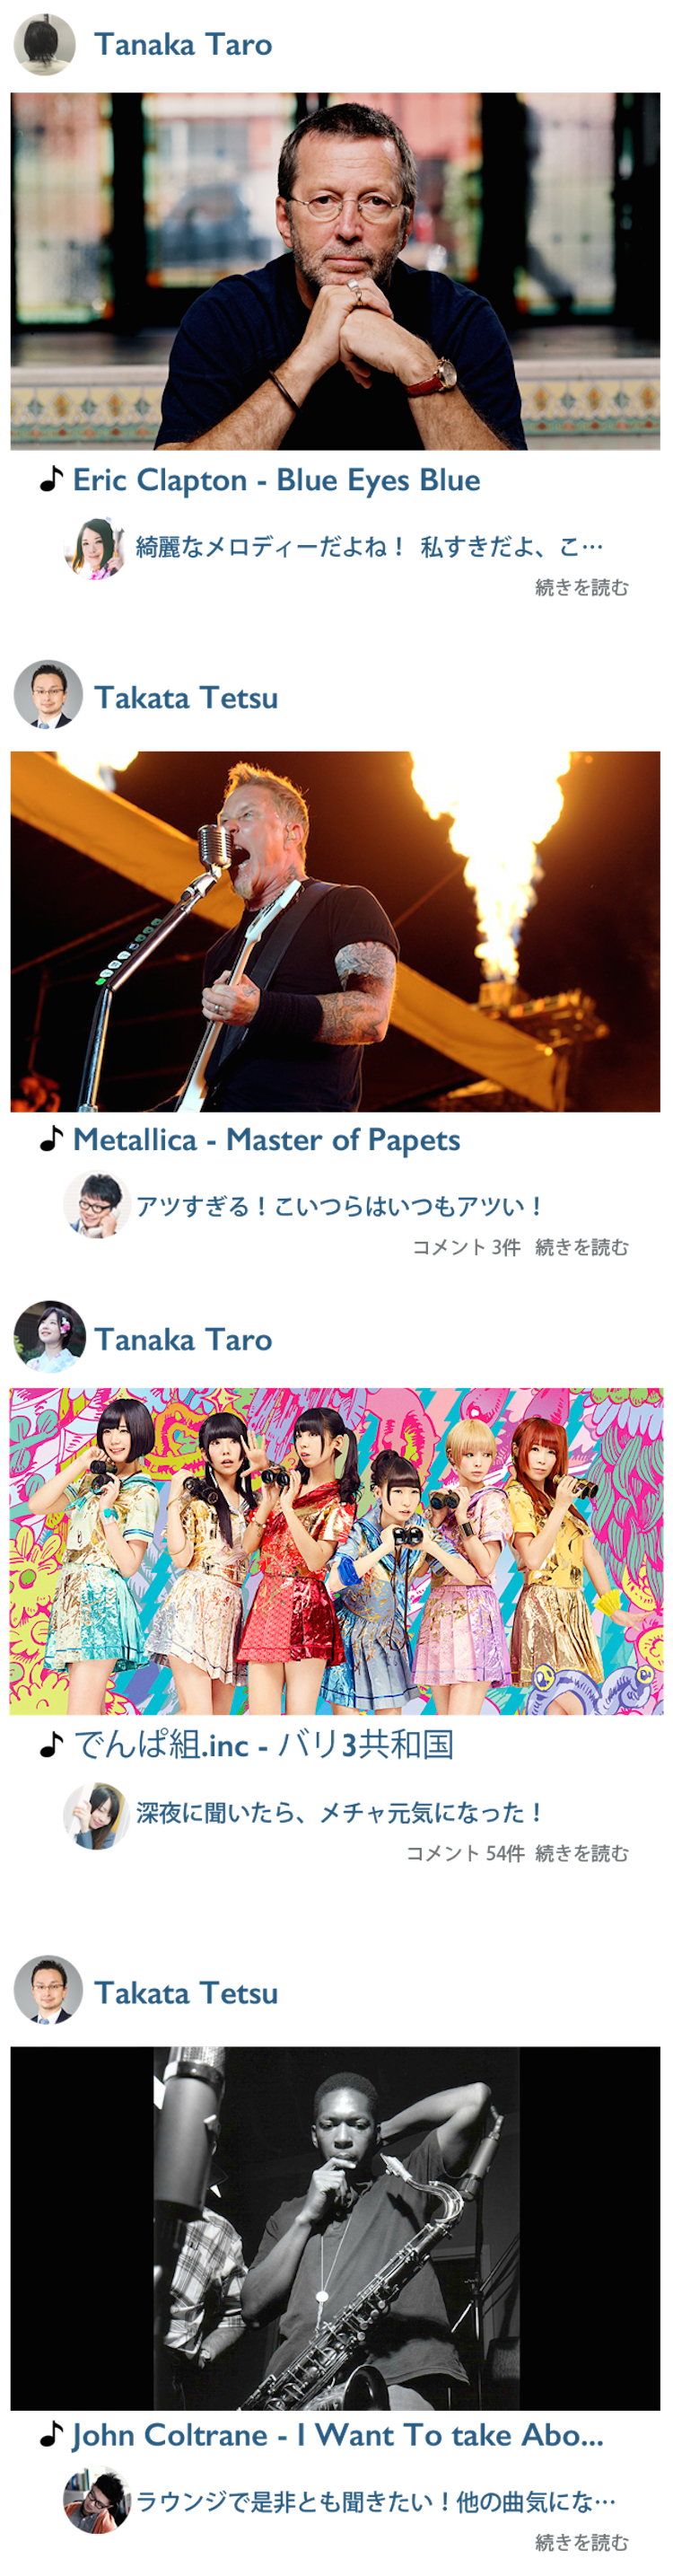 Tanaka Taro
Eric Clapton - Blue Eyes Blue
綺麗なメロディーだよね！ 私すきだよ、こ…
続きを読む
Takata Tetsu
Metallica - Master of Papets
アツすぎる！こいつらはいつもアツい！
コメント 3件 続きを読む
Tanaka Taro
でんぱ組.inc - バリ3共和国
深夜に聞いたら、メチャ元気になった！
コメント 54件 続きを読む
Takata Tetsu
John Coltrane - I Want To take Abo...
ラウンジで是非とも聞きたい！他の曲気にな…
続きを読む